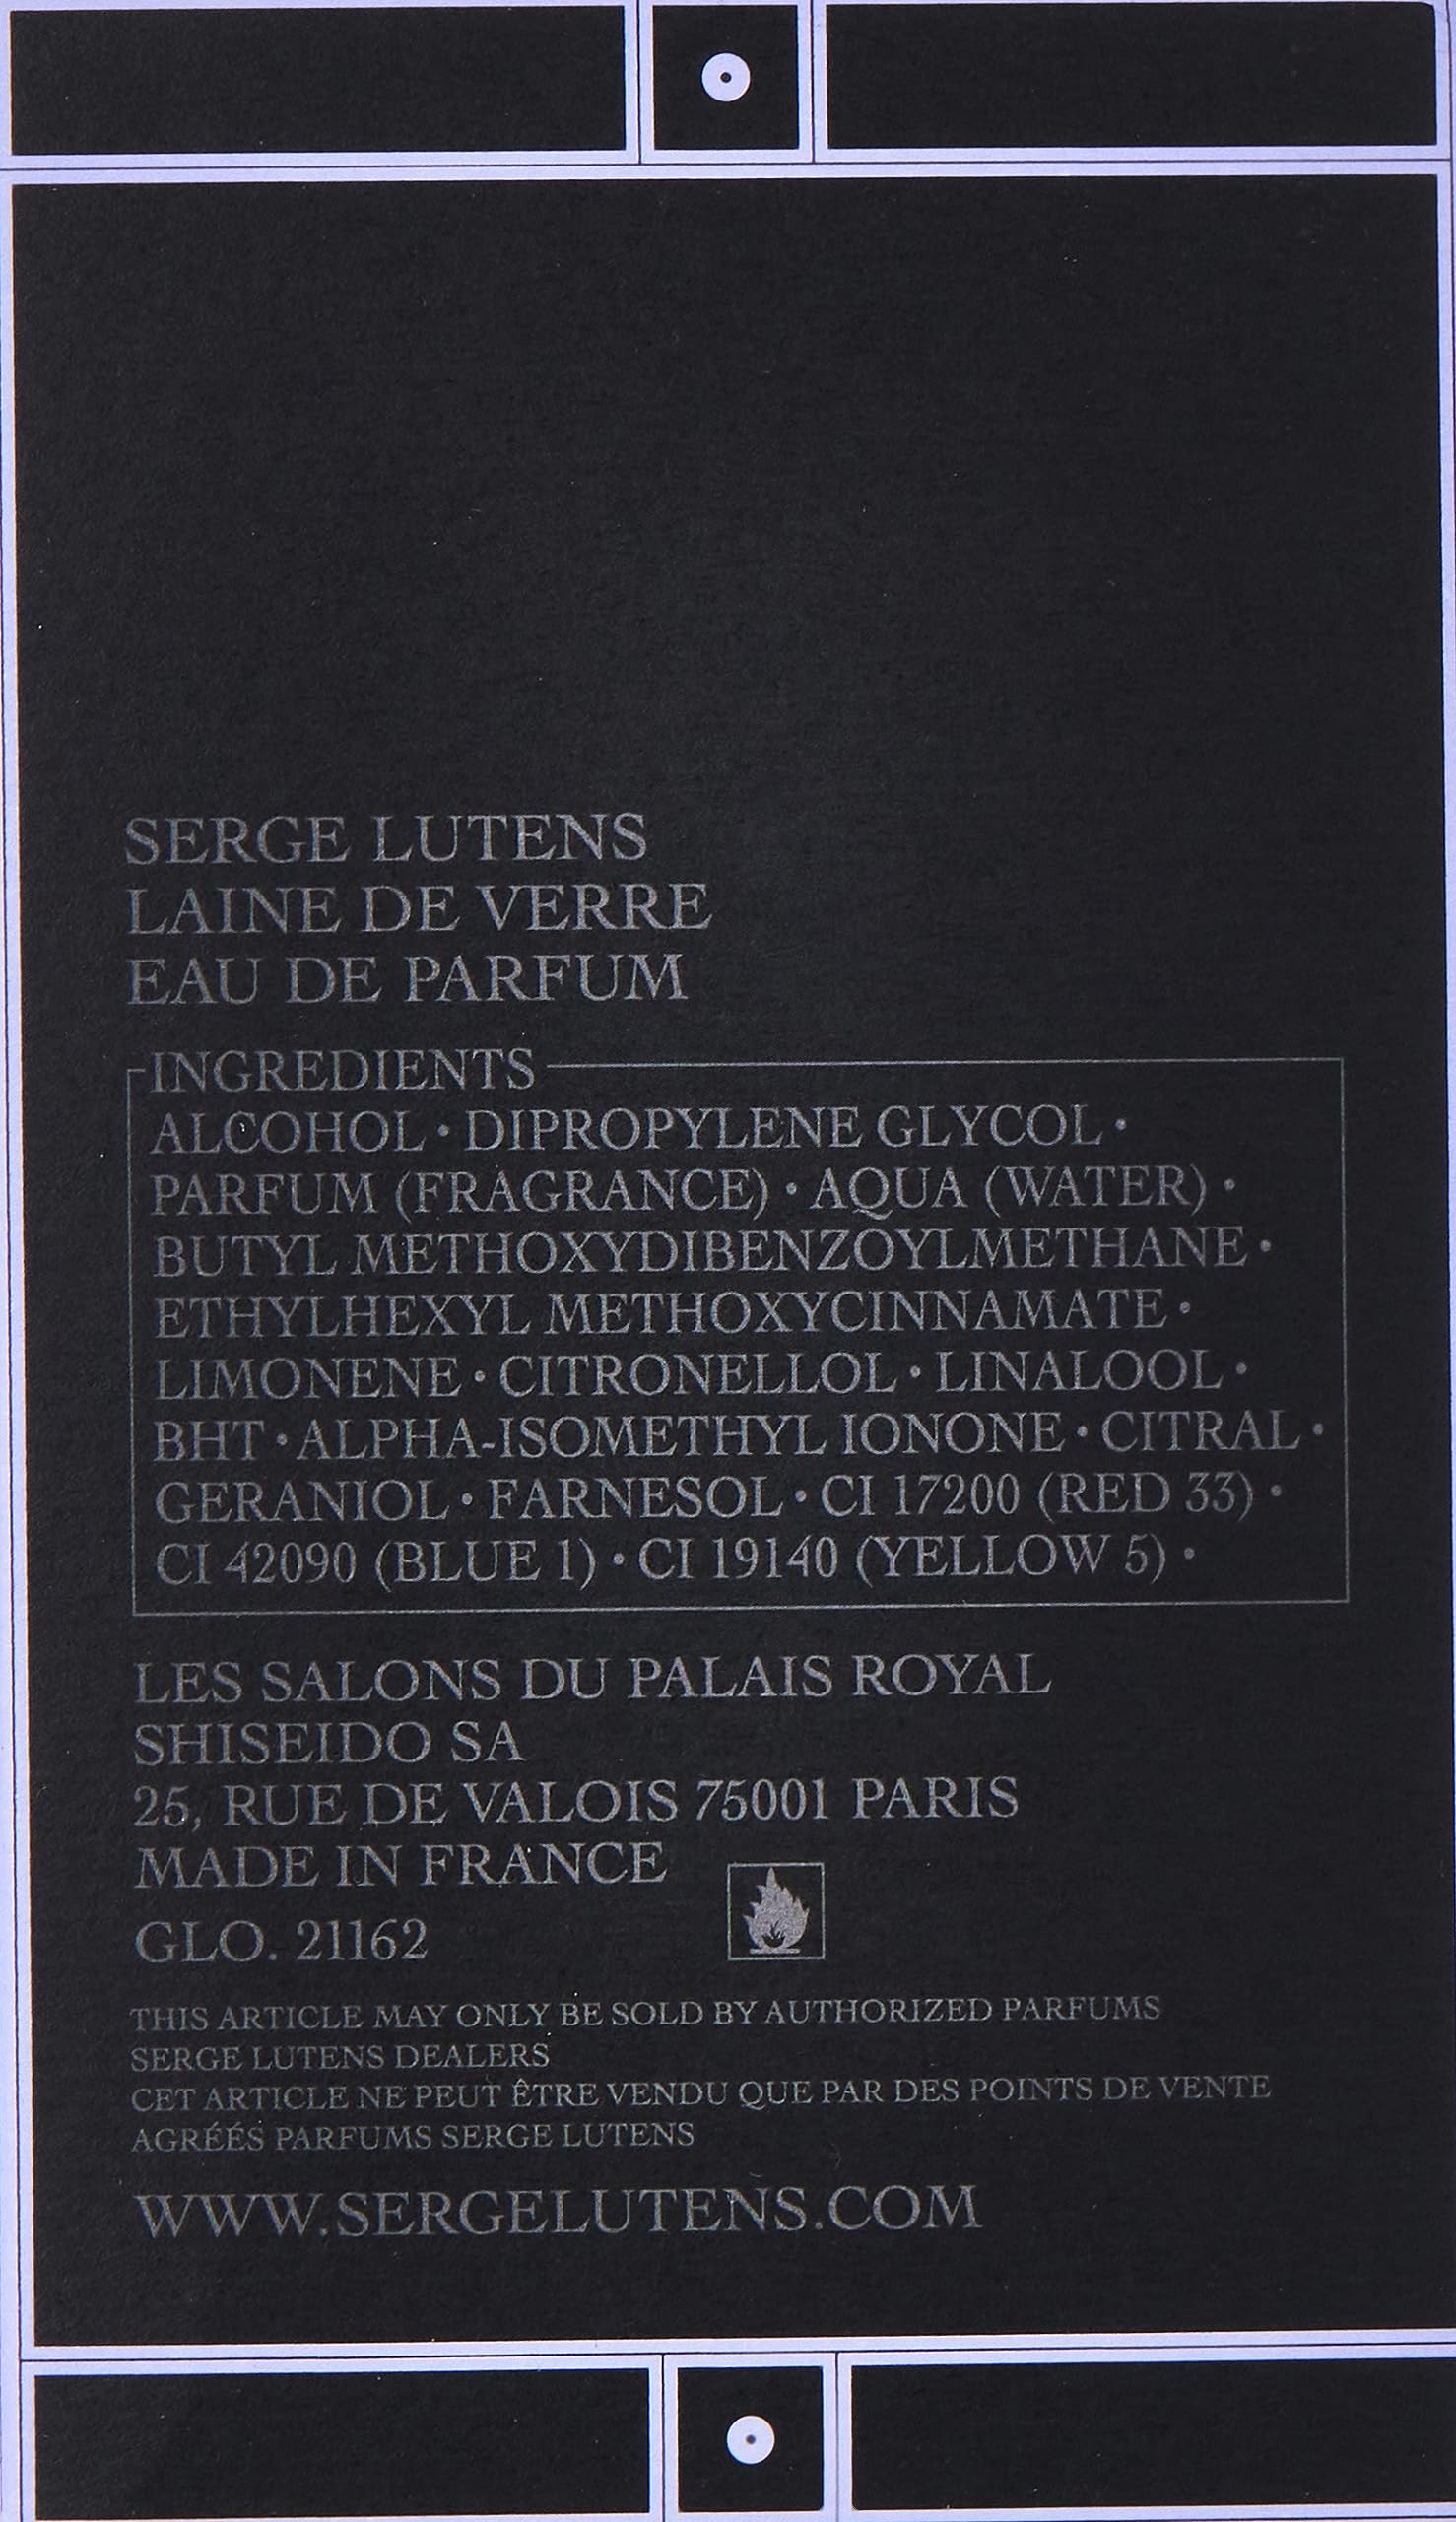 SERGE LUTENS
LAINE DE VERRE
EAU DE PARFUM
INGREDIENTS
ALCOHOL • DIPROPYLENE GLYCOL •
PARFUM (FRAGRANCE) • AQUA (WATER) •
BUTYL METHOXYDIBENZOYLMETHANE •
ETHYLHEXYL METHOXYCINNAMATE •
LIMONENE • CITRONELLOL • LINALOOL •
BHT • ALPHA-ISOMETHYL IONONE • CITRAL •
GERANIOL • FARNESOL • CI 17200 (RED 33) •
CI 42090 (BLUE 1) • CI 19140 (YELLOW 5) •
LES SALONS DU PALAIS ROYAL
SHISEIDO SA
25, RUE DE VALOIS 75001 PARIS
MADE IN FRANCE
GLO. 21162
THIS ARTICLE MAY ONLY BE SOLD BY AUTHORIZED PARFUMS
SERGE LUTENS DEALERS
CET ARTICLE NE PEUT ÊTRE VENDU QUE PAR DES POINTS DE VENTE
AGRÉÉS PARFUMS SERGE LUTENS
WWW.SERGELUTENS.COM